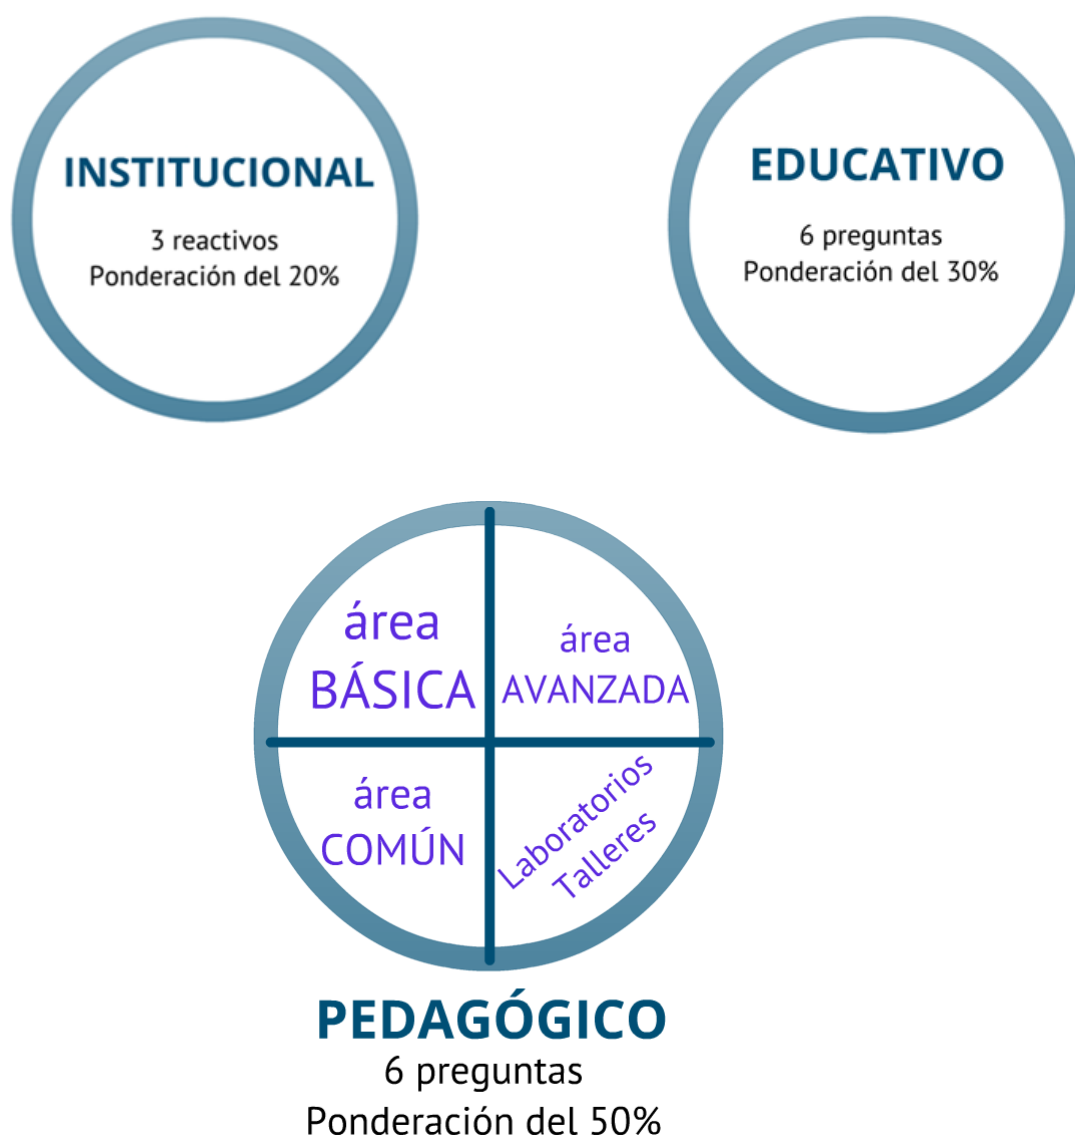 INSTITUCIONAL
3 reactivos
Ponderación del 20%
EDUCATIVO
6 preguntas
Ponderación del 30%
área
BÁSICA
área
AVANZADA
área
COMÚN
Laboratorios
Talleres
PEDAGÓGICO
6 preguntas
Ponderación del 50%